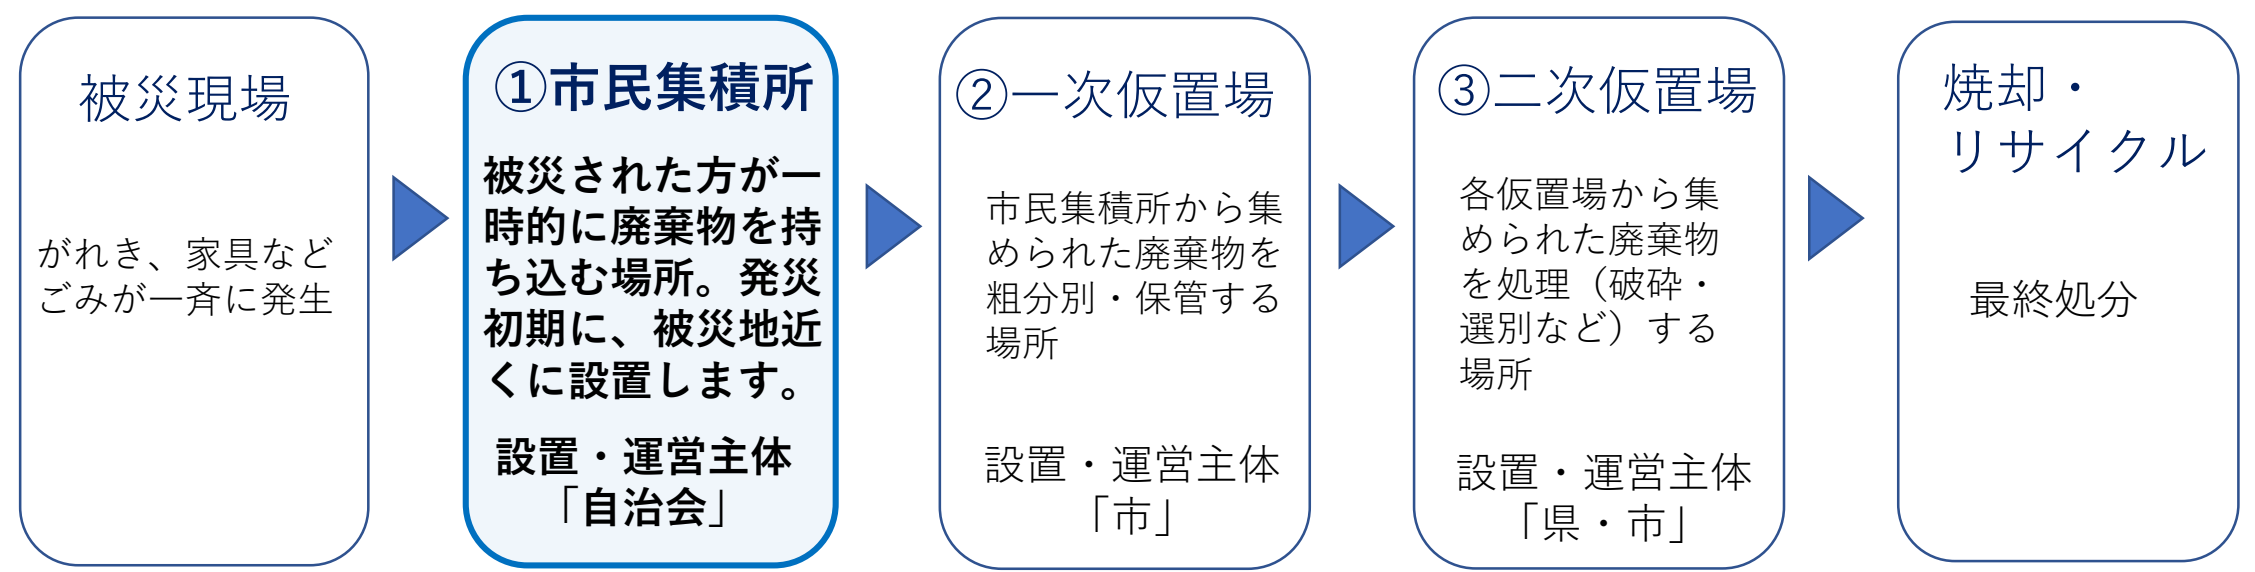 被災現場
がれき、家具など
ごみが一斉に発生
①市民集積所
被災された方が一
時的に廃棄物を持
ち込む場所。発災
初期に、被災地近
くに設置します。
設置・運営主体
「自治会」
②一次仮置場
市民集積所から集
められた廃棄物を
粗分別・保管する
場所
設置・運営主体
「市」
③二次仮置場
各仮置場から集
められた廃棄物
を処理（破砕・
選別など）する
場所
設置・運営主体
「県・市」
焼却・
リサイクル
最終処分